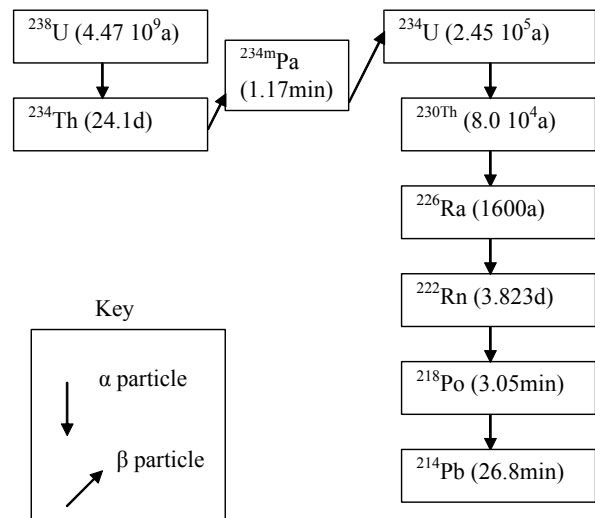 ²³⁸U (4.47 10⁹a)
²³⁴Th (24.1d)
²³⁴ᵐPa
(1.17min)
²³⁴U (2.45 10⁵a)
²³⁰ᵀʰ (8.0 10⁴a)
²²⁶Ra (1600a)
²²²Rn (3.823d)
²¹⁸Po (3.05min)
²¹⁴Pb (26.8min)
Key
α particle
β particle